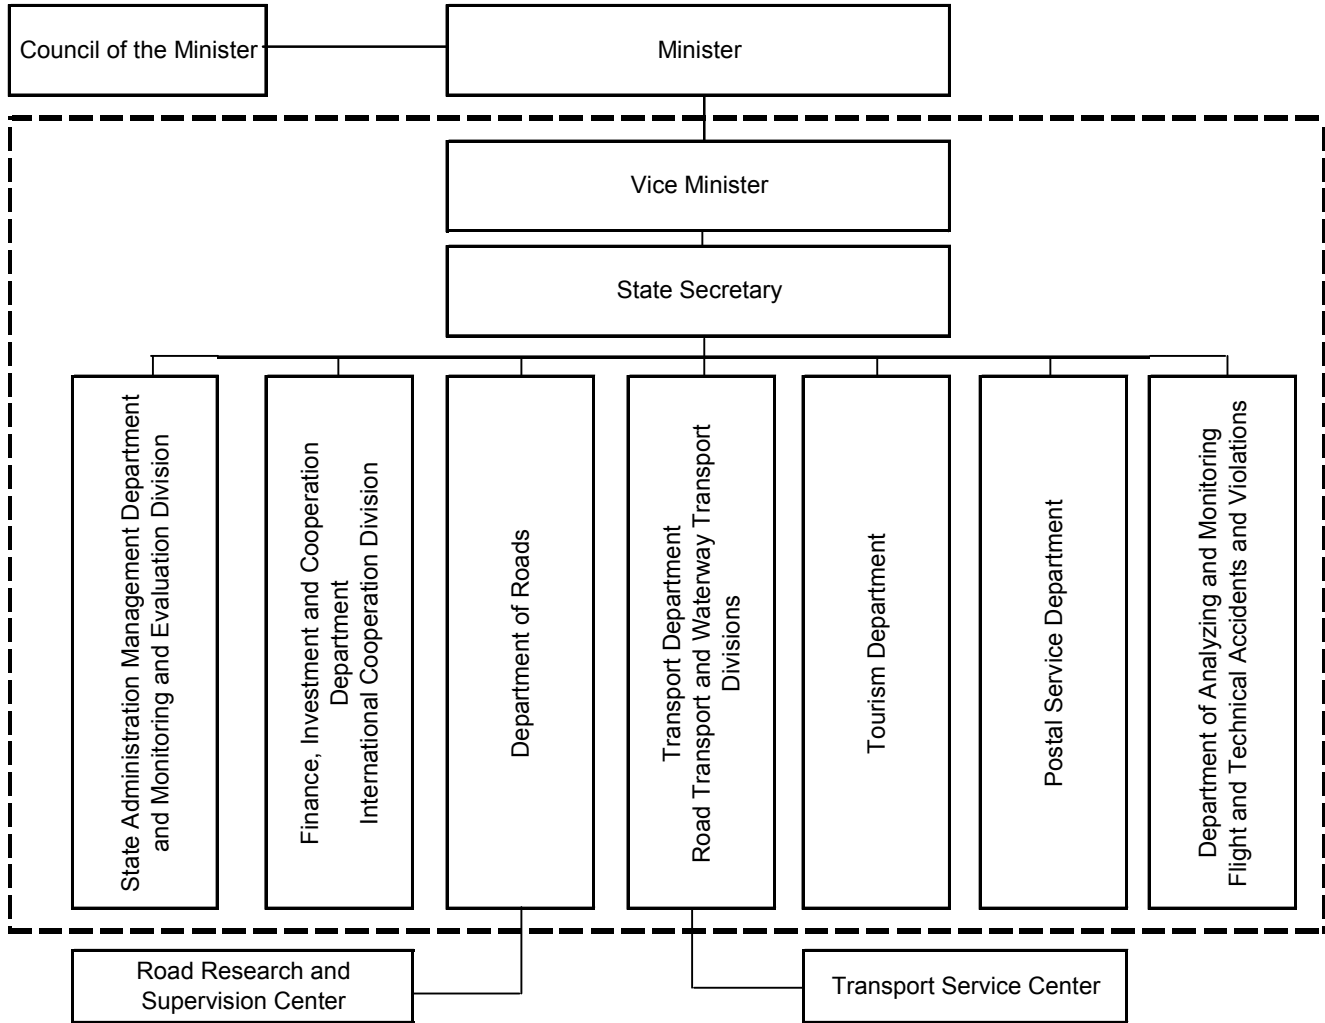 Council of the Minister
Minister
Vice Minister
State Secretary
State Administration Management Department
and Monitoring and Evaluation Division
Finance, Investment and Cooperation
Department
International Cooperation Division
Department of Roads
Transport Department
Road Transport and Waterway Transport
Divisions
Tourism Department
Postal Service Department
Department of Analyzing and Monitoring
Flight and Technical Accidents and Violations
Road Research and
Supervision Center
Transport Service Center